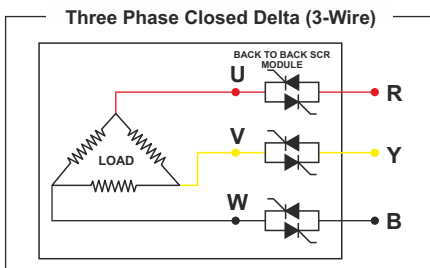 Three Phase Closed Delta (3-Wire)
BACK TO BACK SCR
MODULE
U
R
LOAD
V
Y
W
B